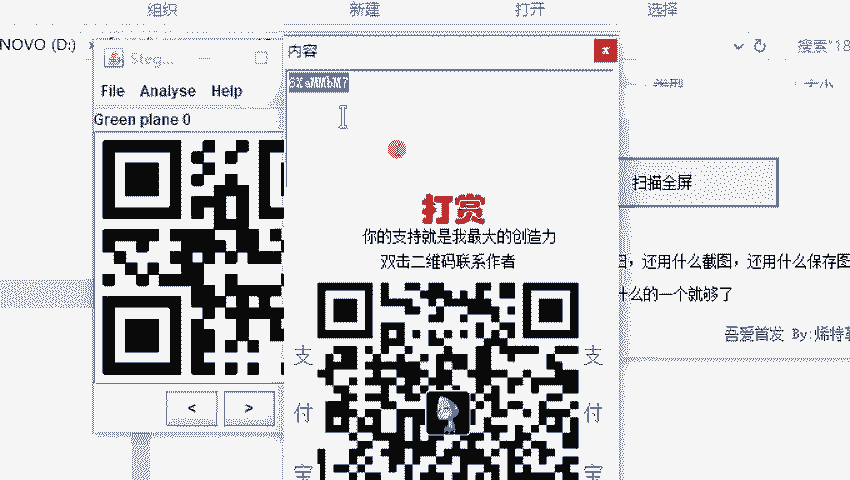 组织 新建 打开 选择
NOVO (D:)
搜索"18
Steg...
内容
x
File Analyse Help
Green plane 0
扫描全屏
打赏
你的支持就是我最大的创造力
双击二维码联系作者
还用什么截图，还用什么保存图
什么的一个就够了
吾爱首发 By:烯特
支 支
付 付
宝 宝
< >